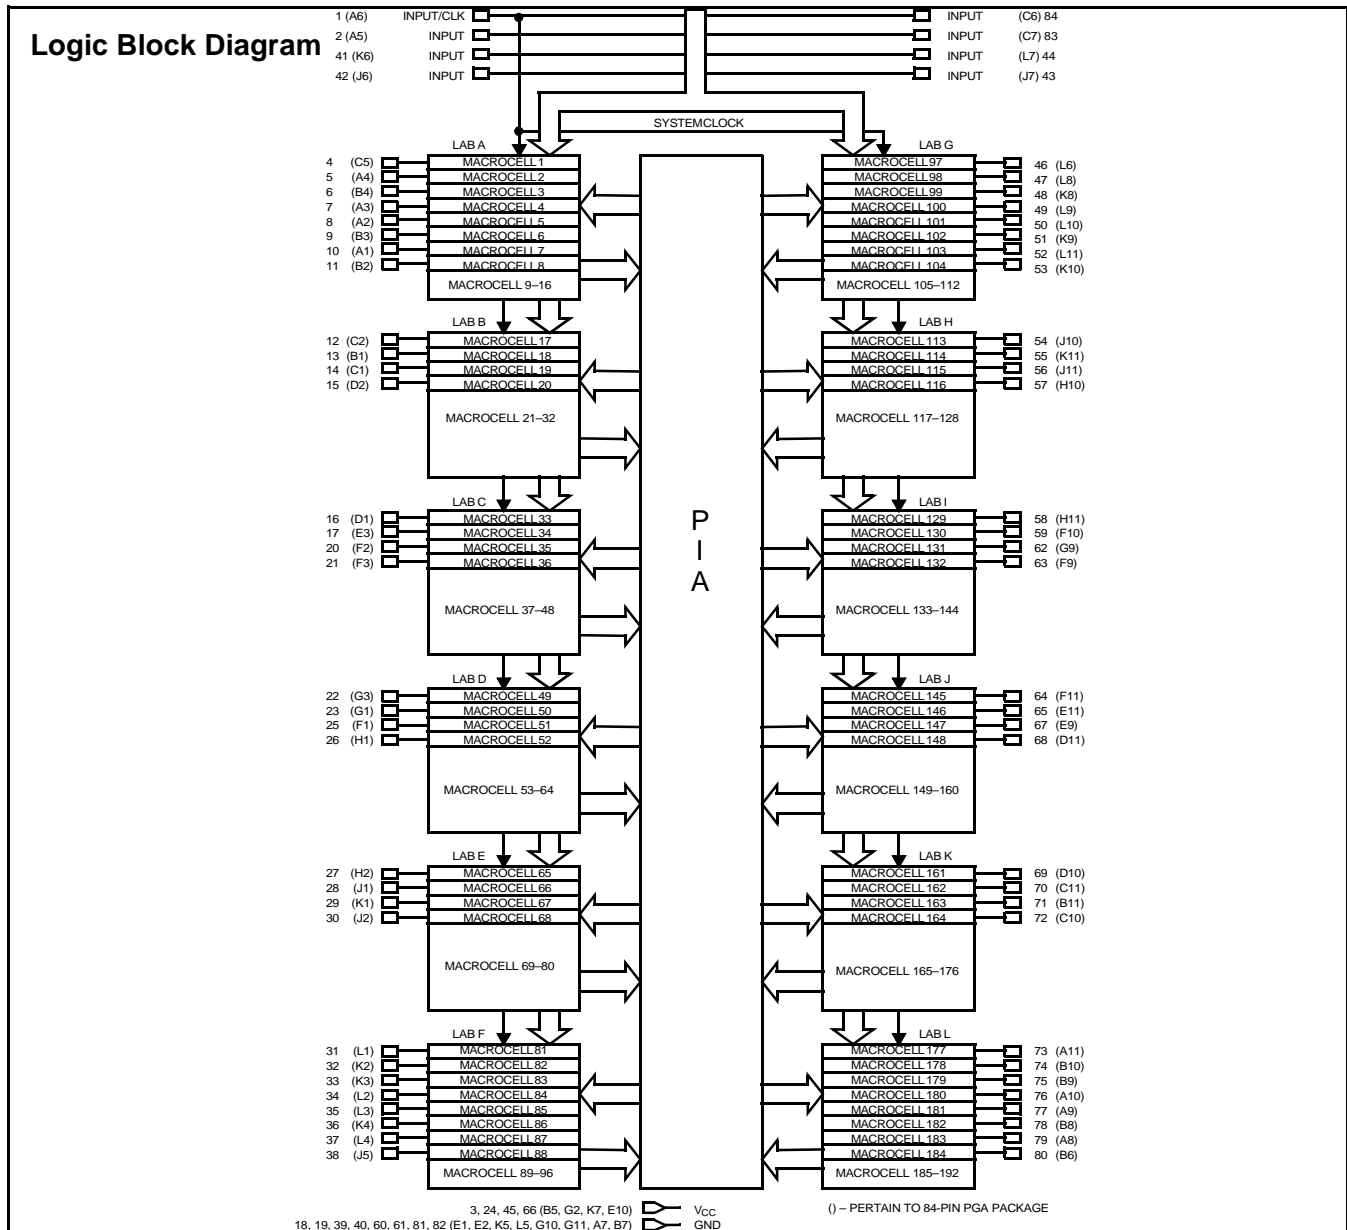 Logic Block Diagram
1 (A6) INPUT/CLK INPUT (C6) 84
2 (A5) INPUT INPUT (C7) 83
41 (K6) INPUT INPUT (L7) 44
42 (J6) INPUT INPUT (J7) 43
SYSTEMCLOCK
LAB A LAB G
4 (C5) MACROCELL 1 MACROCELL 97 46 (L6)
5 (A4) MACROCELL 2 MACROCELL 98 47 (L8)
6 (B4) MACROCELL 3 MACROCELL 99 48 (K8)
7 (A3) MACROCELL 4 MACROCELL 100 49 (L9)
8 (A2) MACROCELL 5 MACROCELL 101 50 (L10)
9 (B3) MACROCELL 6 MACROCELL 102 51 (K9)
10 (A1) MACROCELL 7 MACROCELL 103 52 (L11)
11 (B2) MACROCELL 8 MACROCELL 104 53 (K10)
MACROCELL 9–16 MACROCELL 105–112
LAB B LAB H
12 (C2) MACROCELL 17 MACROCELL 113 54 (J10)
13 (B1) MACROCELL 18 MACROCELL 114 55 (K11)
14 (C1) MACROCELL 19 MACROCELL 115 56 (J11)
15 (D2) MACROCELL 20 MACROCELL 116 57 (H10)
MACROCELL 21–32 MACROCELL 117–128
LAB C LAB I
16 (D1) MACROCELL 33 MACROCELL 129 58 (H11)
17 (E3) MACROCELL 34 MACROCELL 130 59 (F10)
20 (F2) MACROCELL 35 MACROCELL 131 62 (G9)
21 (F3) MACROCELL 36 MACROCELL 132 63 (F9)
MACROCELL 37–48 MACROCELL 133–144
P
I
A
LAB D LAB J
22 (G3) MACROCELL 49 MACROCELL 145 64 (F11)
23 (G1) MACROCELL 50 MACROCELL 146 65 (E11)
25 (F1) MACROCELL 51 MACROCELL 147 67 (E9)
26 (H1) MACROCELL 52 MACROCELL 148 68 (D11)
MACROCELL 53–64 MACROCELL 149–160
LAB E LAB K
27 (H2) MACROCELL 65 MACROCELL 161 69 (D10)
28 (J1) MACROCELL 66 MACROCELL 162 70 (C11)
29 (K1) MACROCELL 67 MACROCELL 163 71 (B11)
30 (J2) MACROCELL 68 MACROCELL 164 72 (C10)
MACROCELL 69–80 MACROCELL 165–176
LAB F LAB L
31 (L1) MACROCELL 81 MACROCELL 177 73 (A11)
32 (K2) MACROCELL 82 MACROCELL 178 74 (B10)
33 (K3) MACROCELL 83 MACROCELL 179 75 (B9)
34 (L2) MACROCELL 84 MACROCELL 180 76 (A10)
35 (L3) MACROCELL 85 MACROCELL 181 77 (A9)
36 (K4) MACROCELL 86 MACROCELL 182 78 (B8)
37 (L4) MACROCELL 87 MACROCELL 183 79 (A8)
38 (J5) MACROCELL 88 MACROCELL 184 80 (B6)
MACROCELL 89–96 MACROCELL 185–192
3, 24, 45, 66 (B5, G2, K7, E10) VCC () – PERTAIN TO 84-PIN PGA PACKAGE
18, 19, 39, 40, 60, 61, 81, 82 (E1, E2, K5, L5, G10, G11, A7, B7) GND